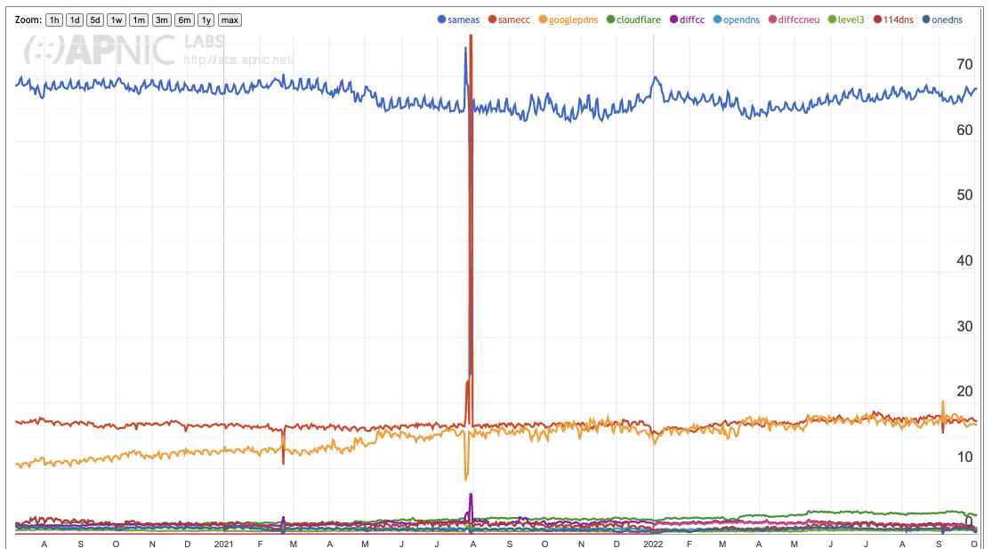 Zoom: 1h 1d 5d 1w 1m 3m 6m 1y max sameas samecc googlepdns cloudflare diffcc opendns diffccneu level3 114dns onedns
((::)) APNIC LABS
http://labs.apnic.net/
70
60
50
40
30
20
10
0
A S O N D 2021 F M A M J J A S O N D 2022 F M A M J J A S O